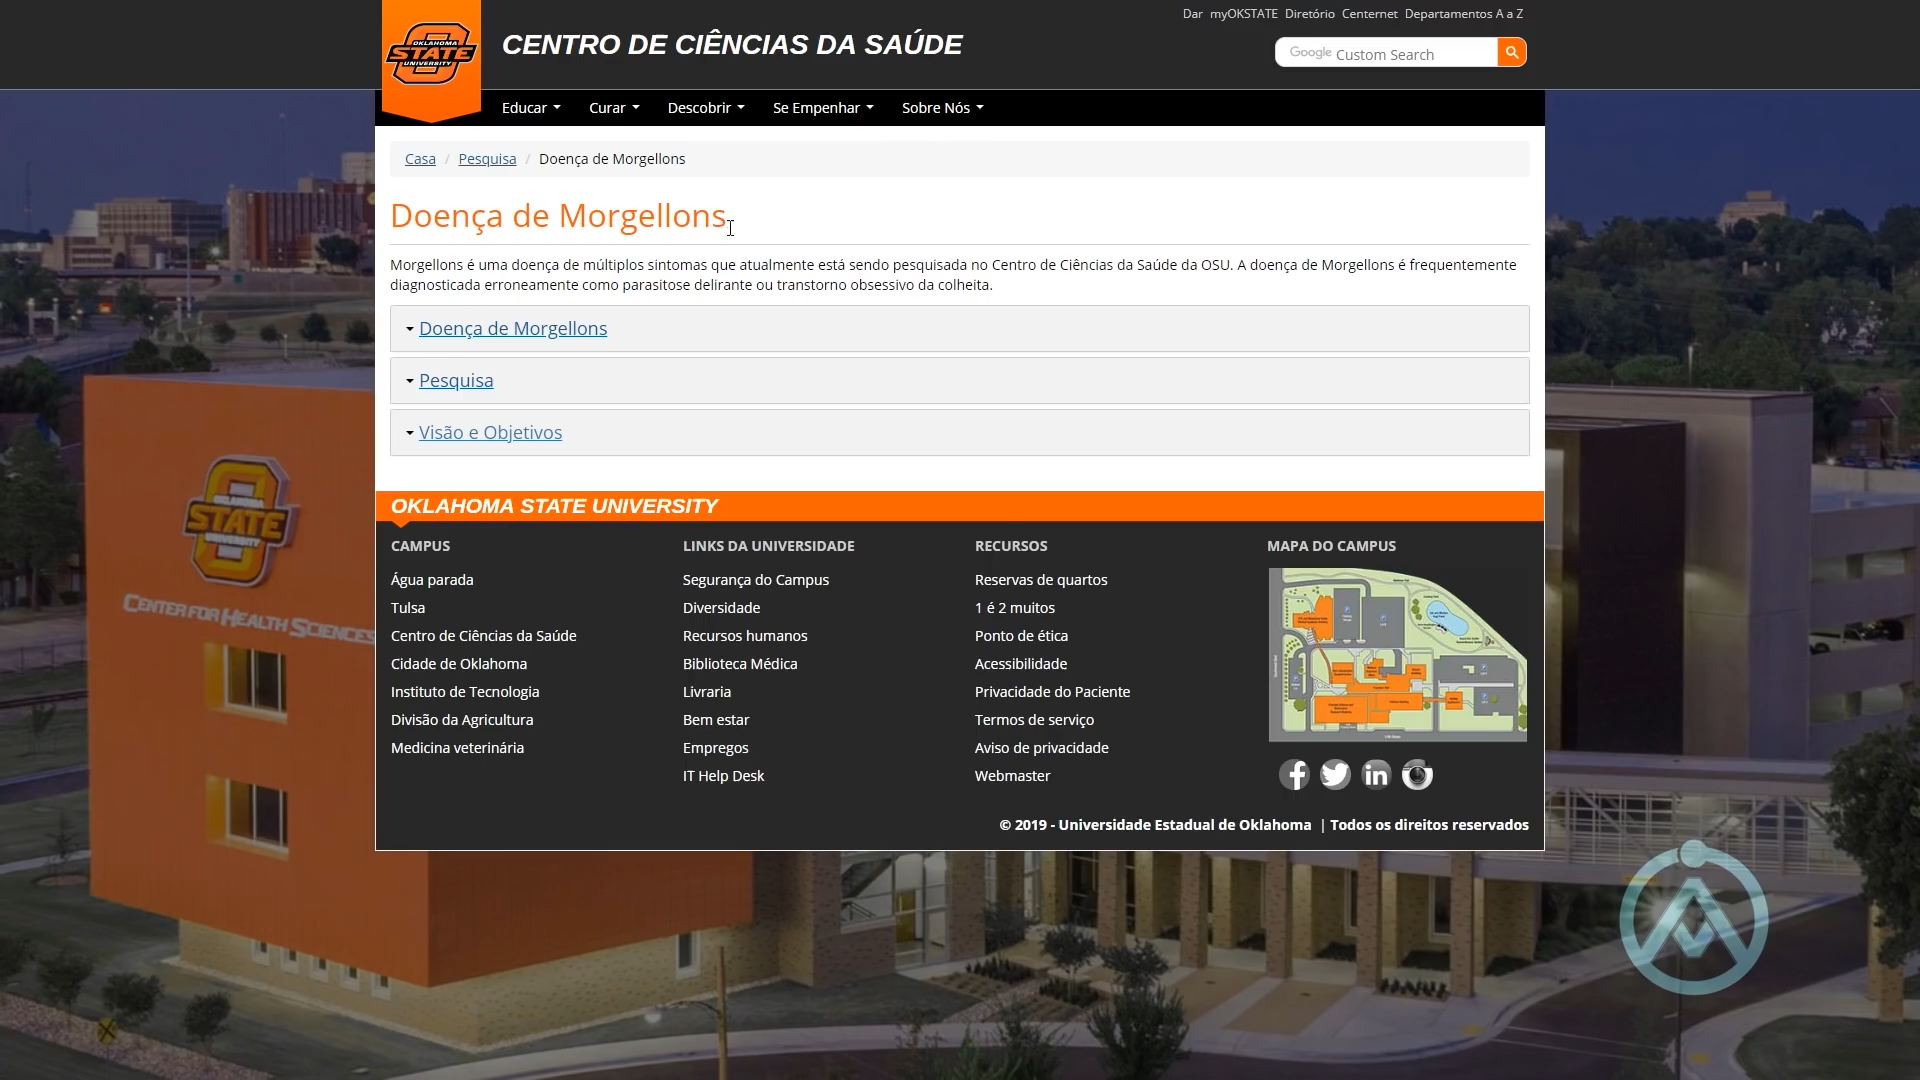 Dar myOKSTATE Diretório Centernet Departamentos A a Z
OKLAHOMA
STATE
UNIVERSITY
CENTRO DE CIÊNCIAS DA SAÚDE
Google Custom Search
Educar Curar Descobrir Se Empenhar Sobre Nós
Casa / Pesquisa / Doença de Morgellons
Doença de Morgellons
Morgellons é uma doença de múltiplos sintomas que atualmente está sendo pesquisada no Centro de Ciências da Saúde da OSU. A doença de Morgellons é frequentemente
diagnosticada erroneamente como parasitose delirante ou transtorno obsessivo da colheita.
Doença de Morgellons
Pesquisa
Visão e Objetivos
STATE
CENTER FOR HEALTH SCIENCES
OKLAHOMA STATE UNIVERSITY
CAMPUS
Água parada
Tulsa
Centro de Ciências da Saúde
Cidade de Oklahoma
Instituto de Tecnologia
Divisão da Agricultura
Medicina veterinária
LINKS DA UNIVERSIDADE
Segurança do Campus
Diversidade
Recursos humanos
Biblioteca Médica
Livraria
Bem estar
Empregos
IT Help Desk
RECURSOS
Reservas de quartos
1 é 2 muitos
Ponto de ética
Acessibilidade
Privacidade do Paciente
Termos de serviço
Aviso de privacidade
Webmaster
MAPA DO CAMPUS
© 2019 - Universidade Estadual de Oklahoma | Todos os direitos reservados